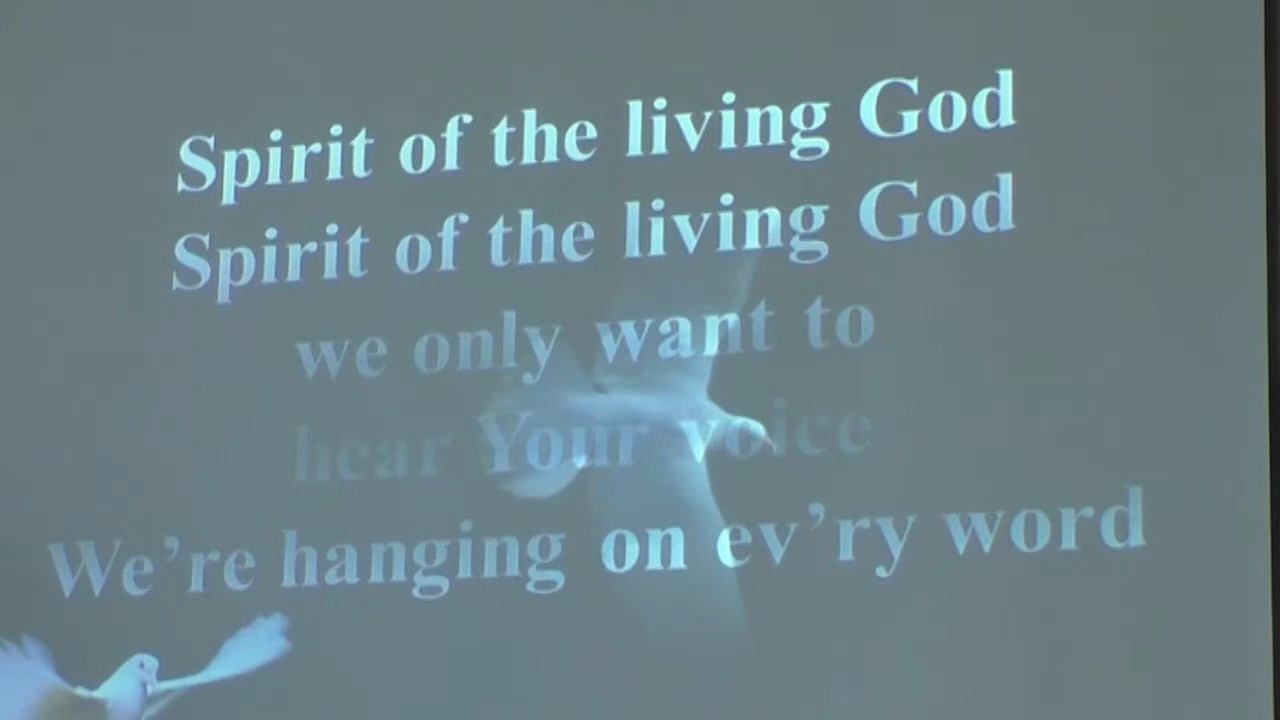 Spirit of the living God
Spirit of the living God
we only want to
hear Your voice
We're hanging on ev'ry word